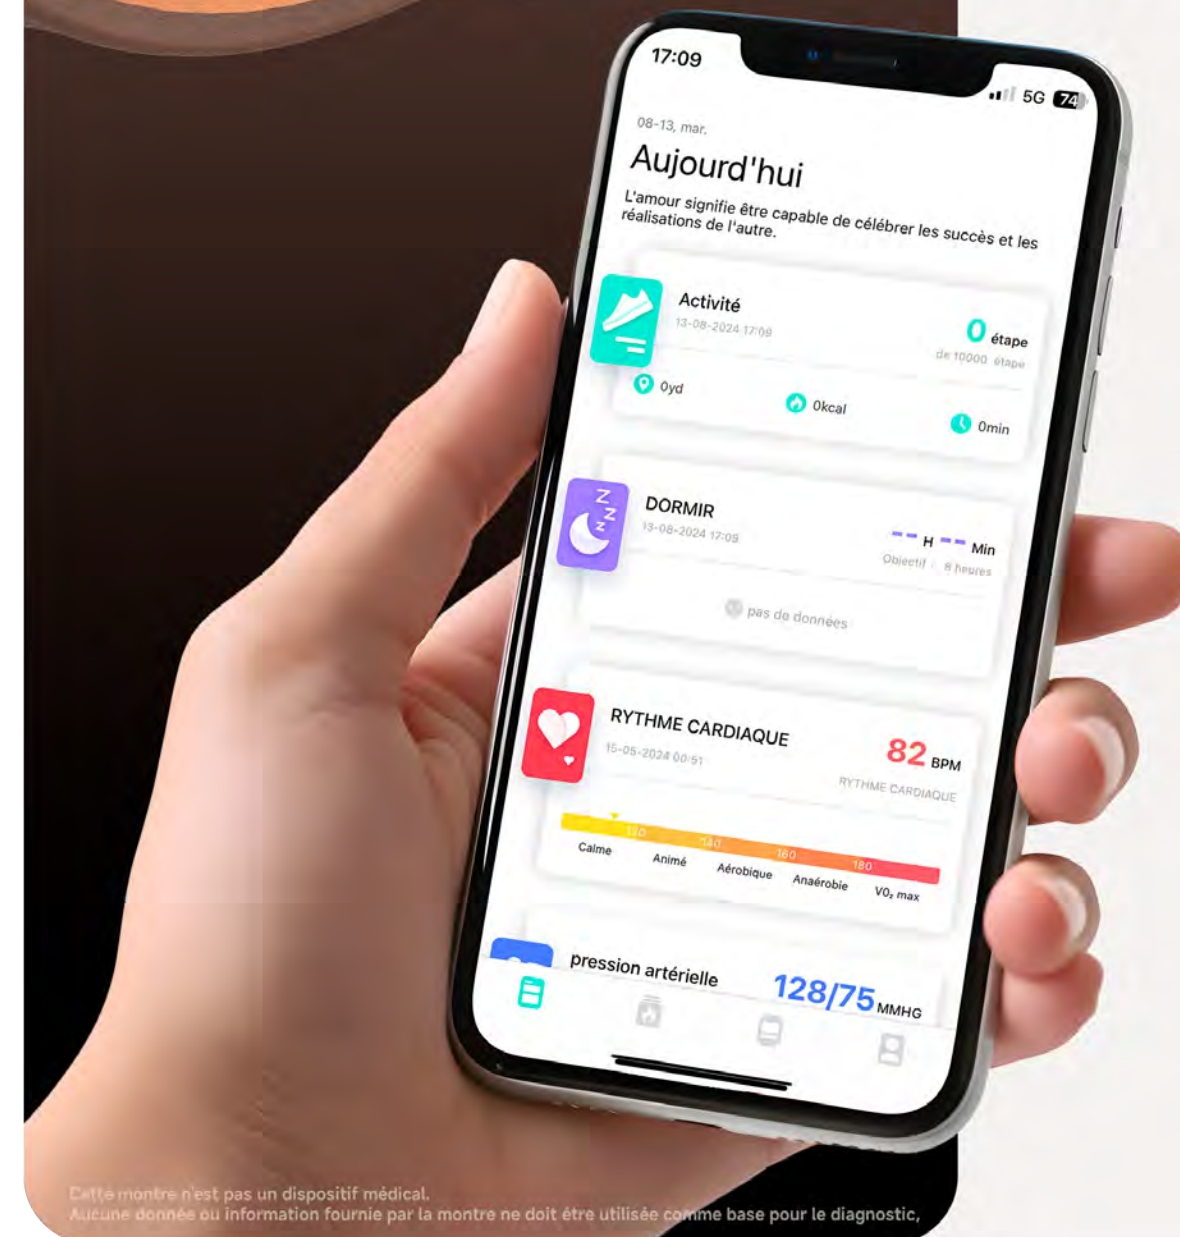 17:09
5G 74
08-13, mar.
Aujourd'hui
L'amour signifie être capable de célébrer les succès et les
réalisations de l'autre.
Activité
13-08-2024 17:09
0 étape
de 10000 étape
0yd
0kcal
0min
Z
Z
Z
DORMIR
13-08-2024 17:09
-- H -- Min
Objectif : 8 heures
pas de données
RYTHME CARDIAQUE
15-05-2024 00:51
82 BPM
RYTHME CARDIAQUE
120 140 160 180
Calme Animé Aérobique Anaérobie VO₂ max
pression artérielle
128/75 MMHG
Cette montre n'est pas un dispositif médical.
Aucune donnée ou information fournie par la montre ne doit être utilisée comme base pour le diagnostic,